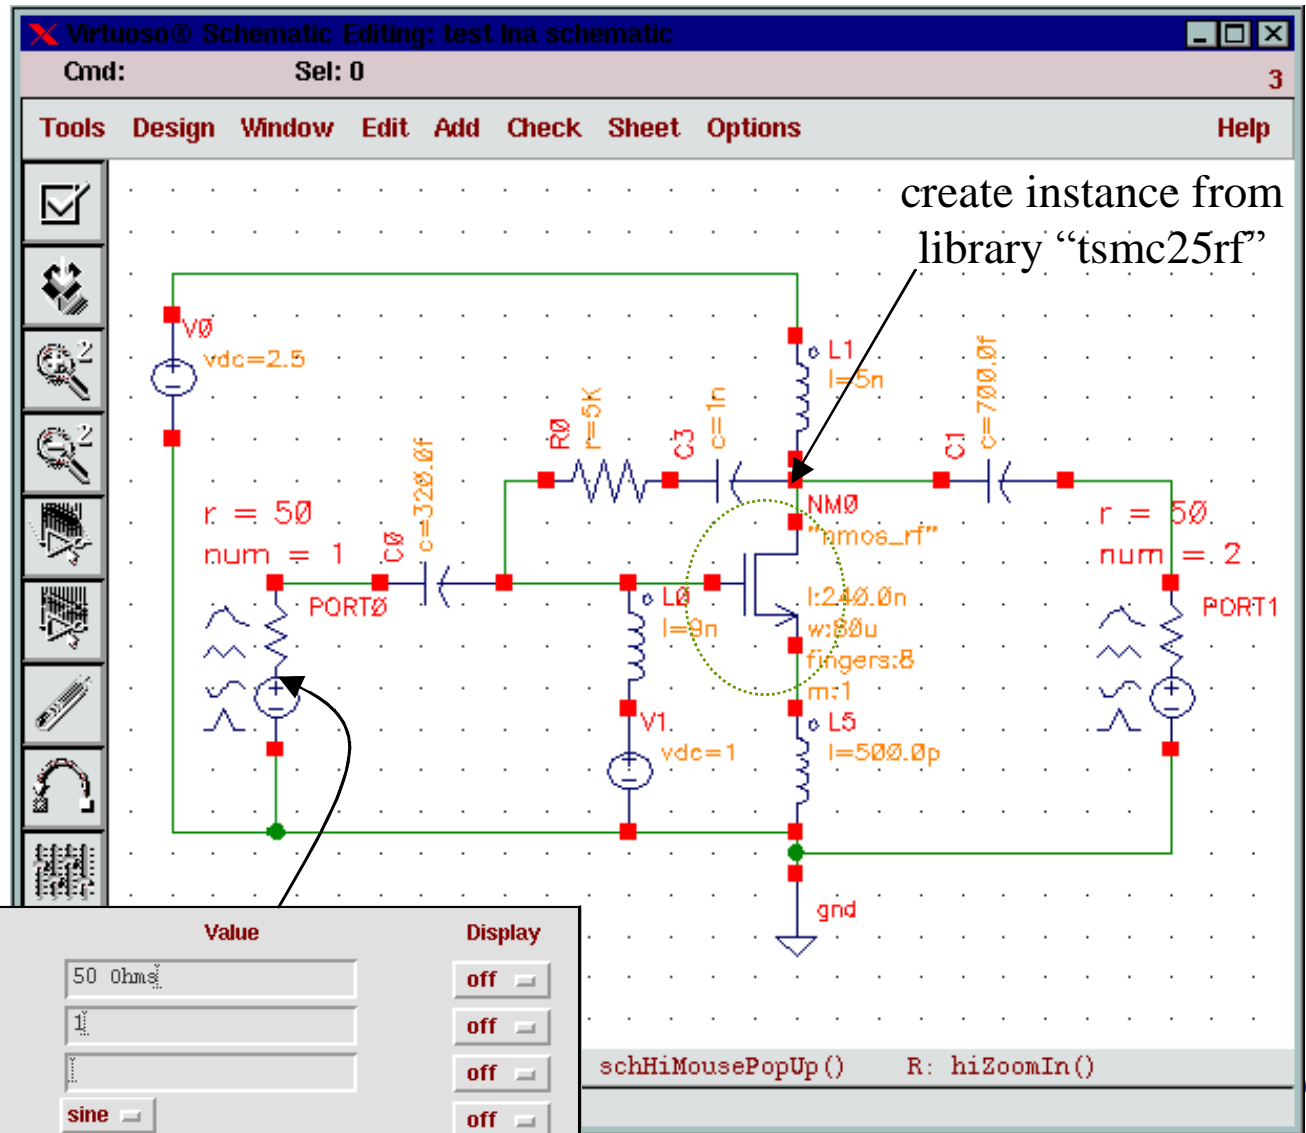 Virtuoso® Schematic Editing: test lna schematic
Cmd: Sel: 0 3
Tools Design Window Edit Add Check Sheet Options Help
create instance from
library “tsmc25rf”
V0
vdc=2.5
L1
l=5n
R0
r=5K
C3
c=1n
C1
c=700.0f
C0
c=320.0f
r = 50
num = 1
PORT0
NM0
"nmos_rf"
l:240.0n
w:80u
fingers:8
m:1
L0
l=9n
V1
vdc=1
L5
l=500.0p
r = 50
num = 2
PORT1
gnd
2
2
Value Display
50 Ohms off
1 off
off
sine off
schHiMousePopUp() R: hiZoomIn()